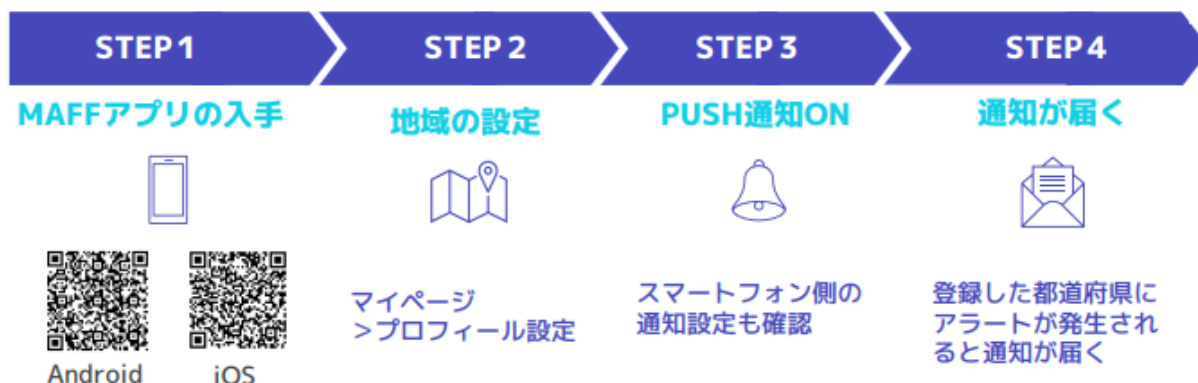 STEP1
STEP2
STEP3
STEP4
MAFFアプリの入手
地域の設定
PUSH通知ON
通知が届く
Android
iOS
マイページ
>プロフィール設定
スマートフォン側の
通知設定も確認
登録した都道府県に
アラートが発生され
ると通知が届く